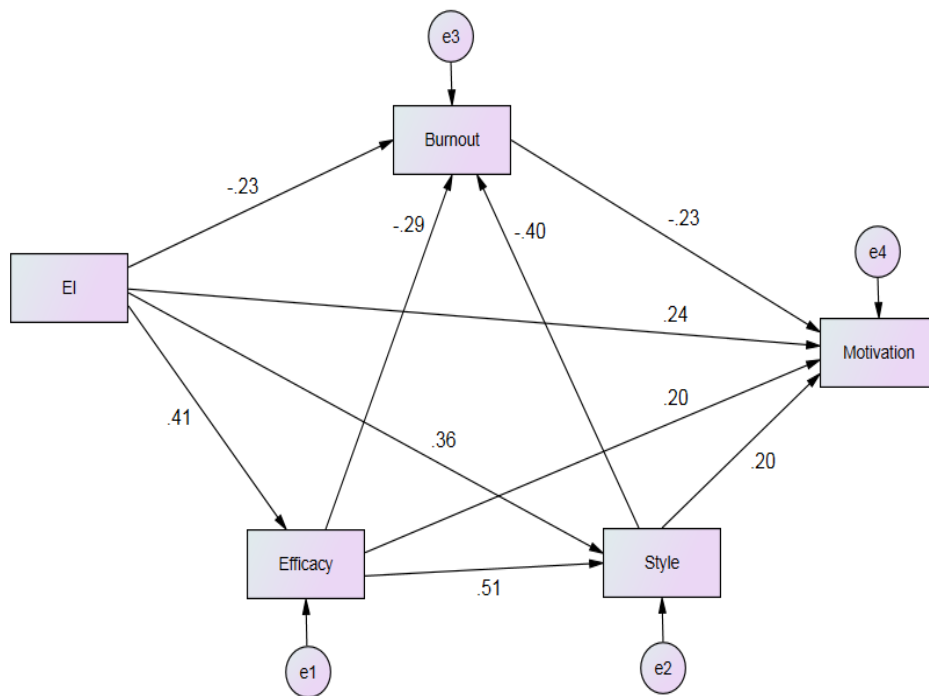 e3
Burnout
-.23
-.29
-.40
-.23
e4
EI
.24
Motivation
.41
.36
.20
.20
Efficacy
.51
Style
e1
e2